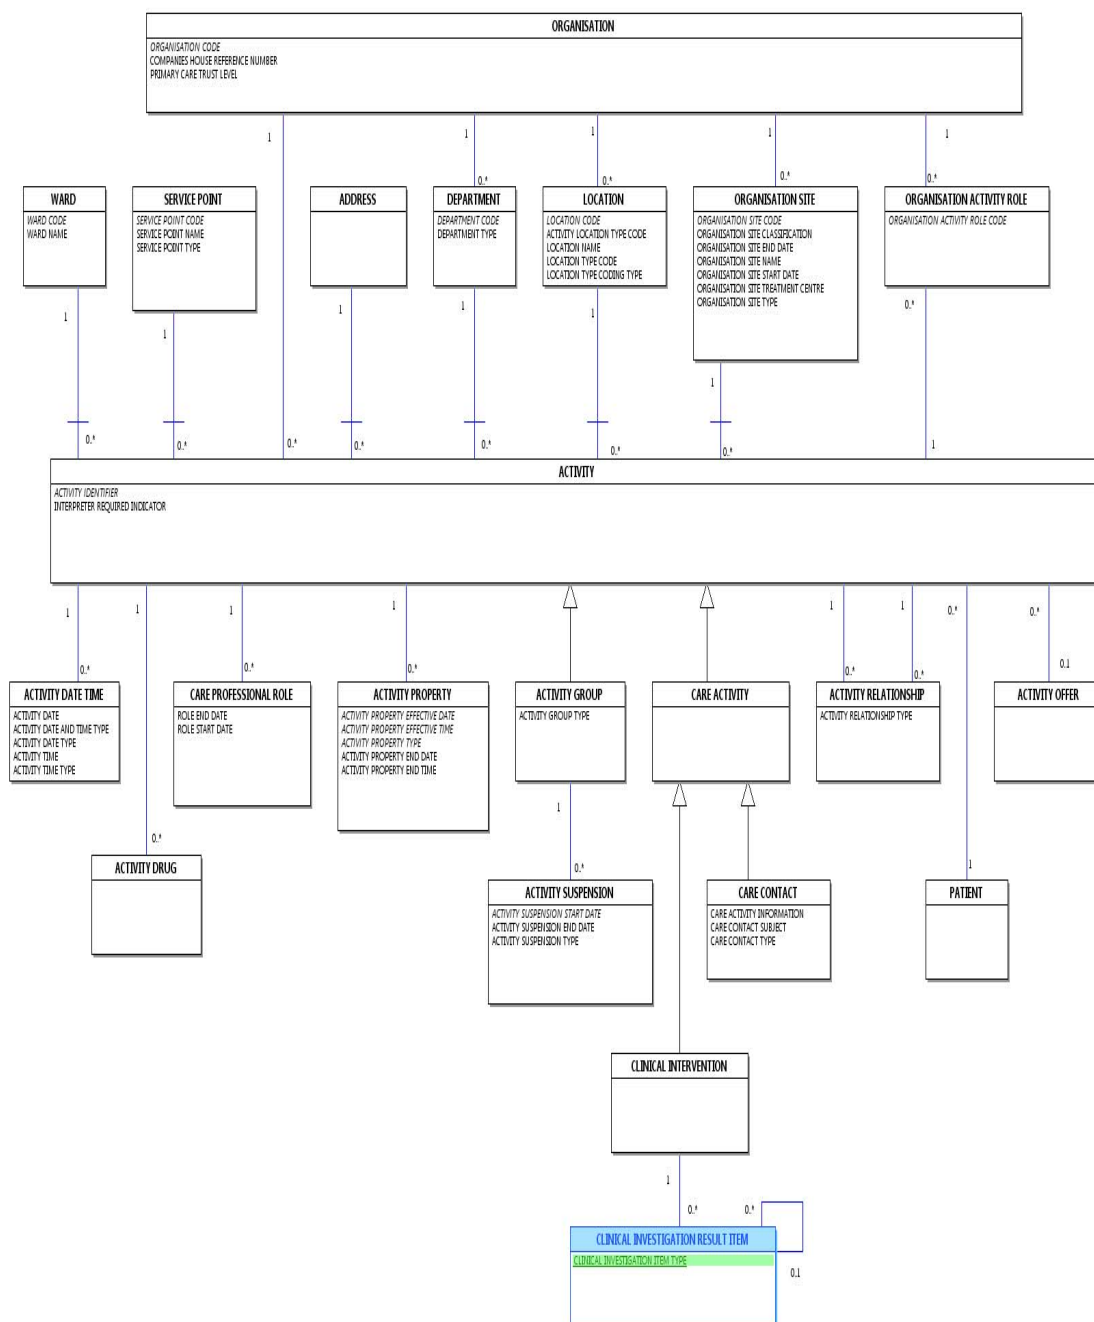 ORGANISATION
ORGANISATION CODE
COMPANIES HOUSE REFERENCE NUMBER
PRIMARY CARE TRUST LEVEL
1
1
1
1
1
0..*
0..*
0..*
0..*
WARD
WARD CODE
WARD NAME
SERVICE POINT
SERVICE POINT CODE
SERVICE POINT NAME
SERVICE POINT TYPE
ADDRESS
DEPARTMENT
DEPARTMENT CODE
DEPARTMENT TYPE
LOCATION
LOCATION CODE
ACTIVITY LOCATION TYPE CODE
LOCATION NAME
LOCATION TYPE CODE
LOCATION TYPE CODING TYPE
ORGANISATION SITE
ORGANISATION SITE CODE
ORGANISATION SITE CLASSIFICATION
ORGANISATION SITE END DATE
ORGANISATION SITE NAME
ORGANISATION SITE START DATE
ORGANISATION SITE TREATMENT CENTRE
ORGANISATION SITE TYPE
ORGANISATION ACTIVITY ROLE
ORGANISATION ACTIVITY ROLE CODE
1
1
1
1
1
1
0..*
0..*
0..*
0..*
0..*
0..*
0..*
0..*
1
ACTIVITY
ACTIVITY IDENTIFIER
INTERPRETER REQUIRED INDICATOR
1
1
1
1
1
1
0..*
0..*
0..*
0..*
0..*
0..*
0..*
0..1
ACTIVITY DATE TIME
ACTIVITY DATE
ACTIVITY DATE AND TIME TYPE
ACTIVITY DATE TYPE
ACTIVITY TIME
ACTIVITY TIME TYPE
CARE PROFESSIONAL ROLE
ROLE END DATE
ROLE START DATE
ACTIVITY PROPERTY
ACTIVITY PROPERTY EFFECTIVE DATE
ACTIVITY PROPERTY EFFECTIVE TIME
ACTIVITY PROPERTY TYPE
ACTIVITY PROPERTY END DATE
ACTIVITY PROPERTY END TIME
ACTIVITY GROUP
ACTIVITY GROUP TYPE
CARE ACTIVITY
ACTIVITY RELATIONSHIP
ACTIVITY RELATIONSHIP TYPE
ACTIVITY OFFER
0..*
1
0..*
1
ACTIVITY DRUG
ACTIVITY SUSPENSION
ACTIVITY SUSPENSION START DATE
ACTIVITY SUSPENSION END DATE
ACTIVITY SUSPENSION TYPE
CARE CONTACT
CARE ACTIVITY INFORMATION
CARE CONTACT SUBJECT
CARE CONTACT TYPE
PATIENT
CLINICAL INTERVENTION
1
0..*
0..*
CLINICAL INVESTIGATION RESULT ITEM
CLINICAL INVESTIGATION ITEM TYPE
0..1